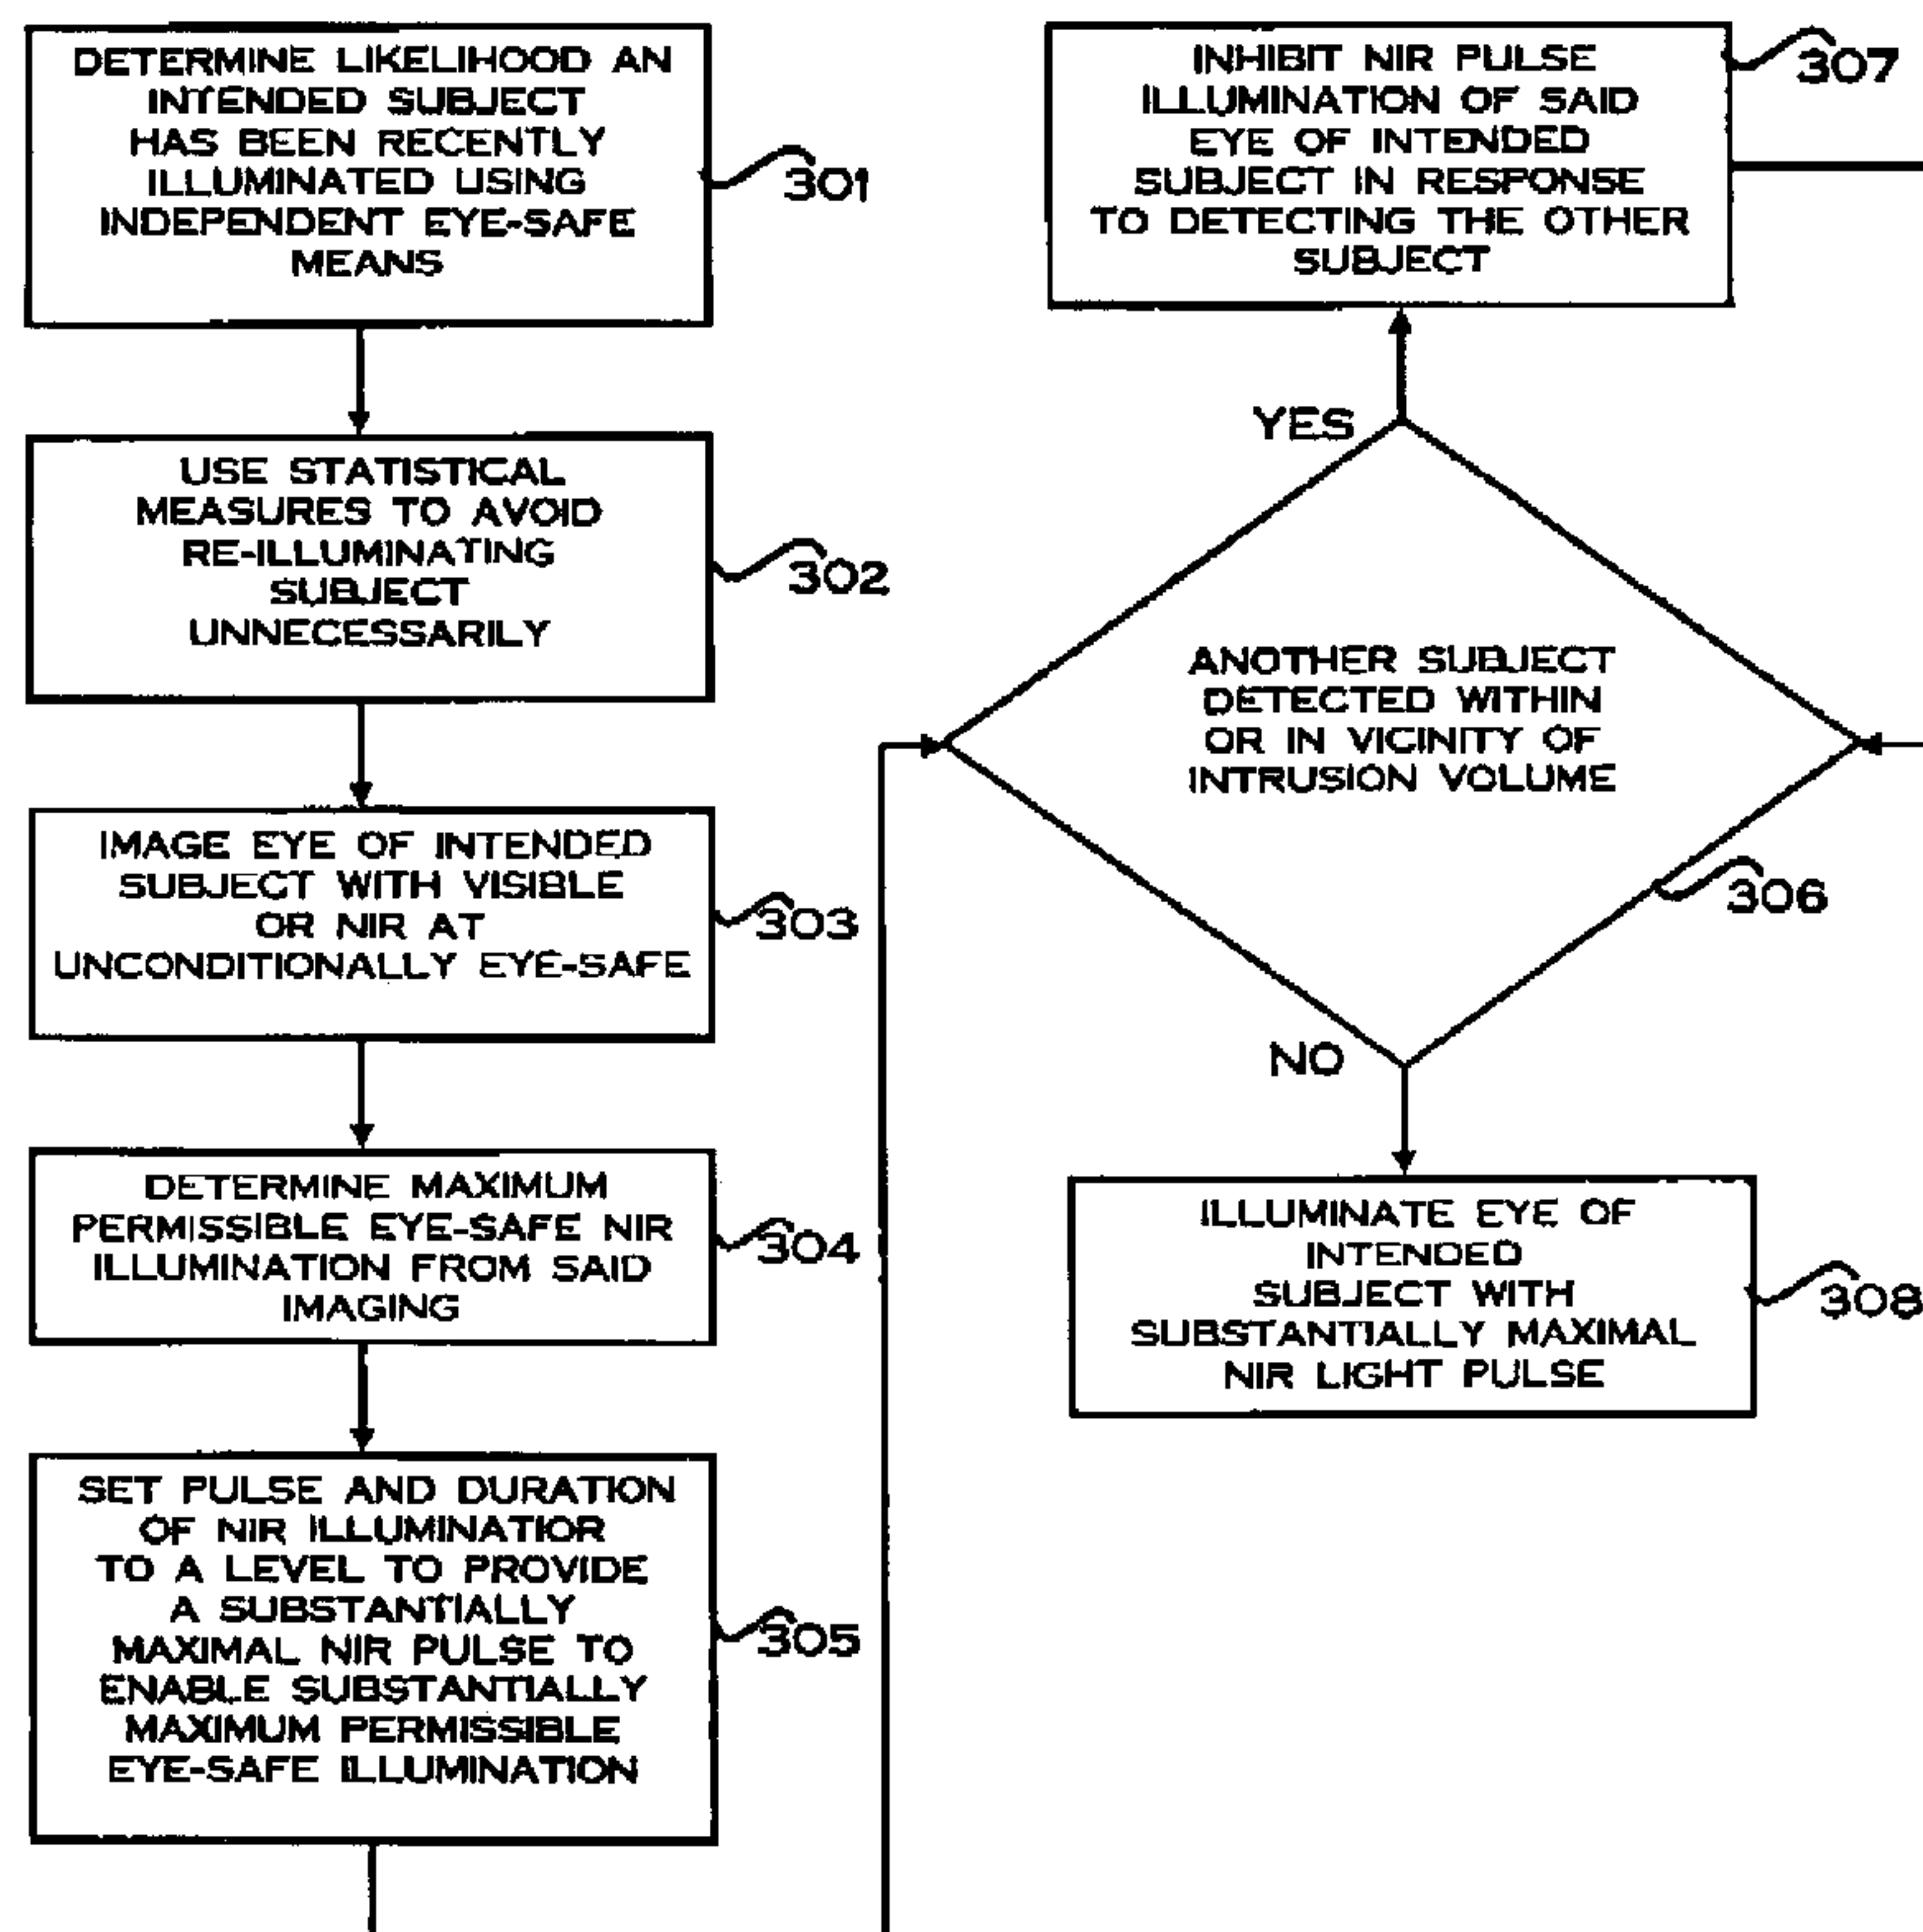 DETERMINE LIKELIHOOD AN
INTENDED SUBJECT
HAS BEEN RECENTLY
ILLUMINATED USING
INDEPENDENT EYE-SAFE
MEANS
301
USE STATISTICAL
MEASURES TO AVOID
RE-ILLUMINATING
SUBJECT
UNNECESSARILY
302
IMAGE EYE OF INTENDED
SUBJECT WITH VISIBLE
OR NIR AT
UNCONDITIONALLY EYE-SAFE
303
DETERMINE MAXIMUM
PERMISSIBLE EYE-SAFE NIR
ILLUMINATION FROM SAID
IMAGING
304
SET PULSE AND DURATION
OF NIR ILLUMINATIOR
TO A LEVEL TO PROVIDE
A SUBSTANTIALLY
MAXIMAL NIR PULSE TO
ENABLE SUBSTANTIALLY
MAXIMUM PERMISSIBLE
EYE-SAFE ILLUMINATION
305
INHIBIT NIR PULSE
ILLUMINATION OF SAID
EYE OF INTENDED
SUBJECT IN RESPONSE
TO DETECTING THE OTHER
SUBJECT
307
YES
ANOTHER SUBJECT
DETECTED WITHIN
OR IN VICINITY OF
INTRUSION VOLUME
306
NO
ILLUMINATE EYE OF
INTENDED
SUBJECT WITH
SUBSTANTIALLY MAXIMAL
NIR LIGHT PULSE
308